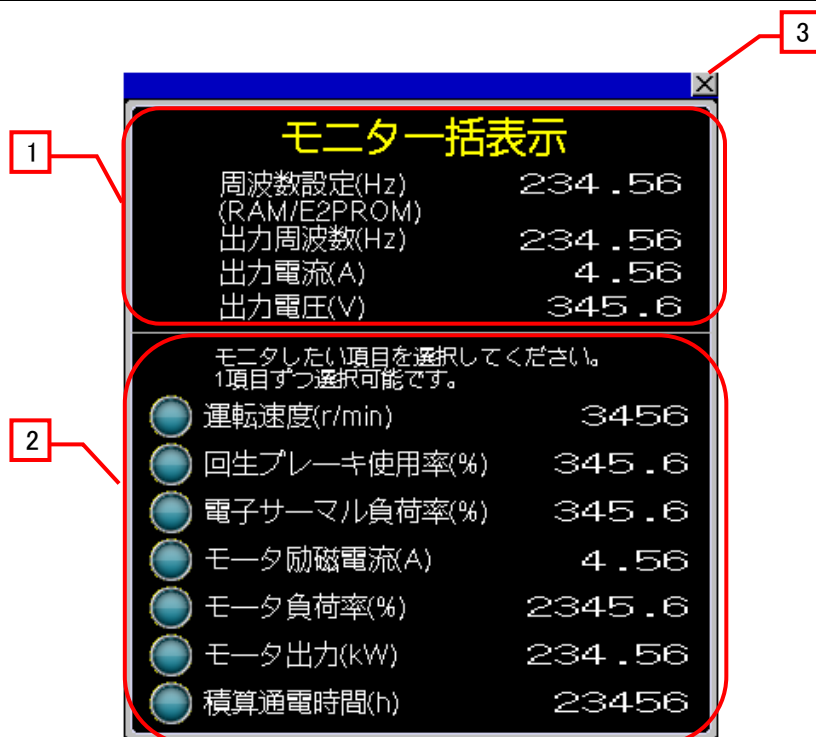 3
モニター括表示
1
周波数設定(Hz) 234.56
(RAM/E2PROM)
出力周波数(Hz) 234.56
出力電流(A) 4.56
出力電圧(V) 345.6
モニタしたい項目を選択してください。
1項目ずつ選択可能です。
運転速度(r/min) 3456
2
回生ブレーキ使用率(%) 345.6
電子サーマル負荷率(%) 345.6
モータ励磁電流(A) 4.56
モータ負荷率(%) 2345.6
モータ出力(kW) 234.56
積算通電時間(h) 23456